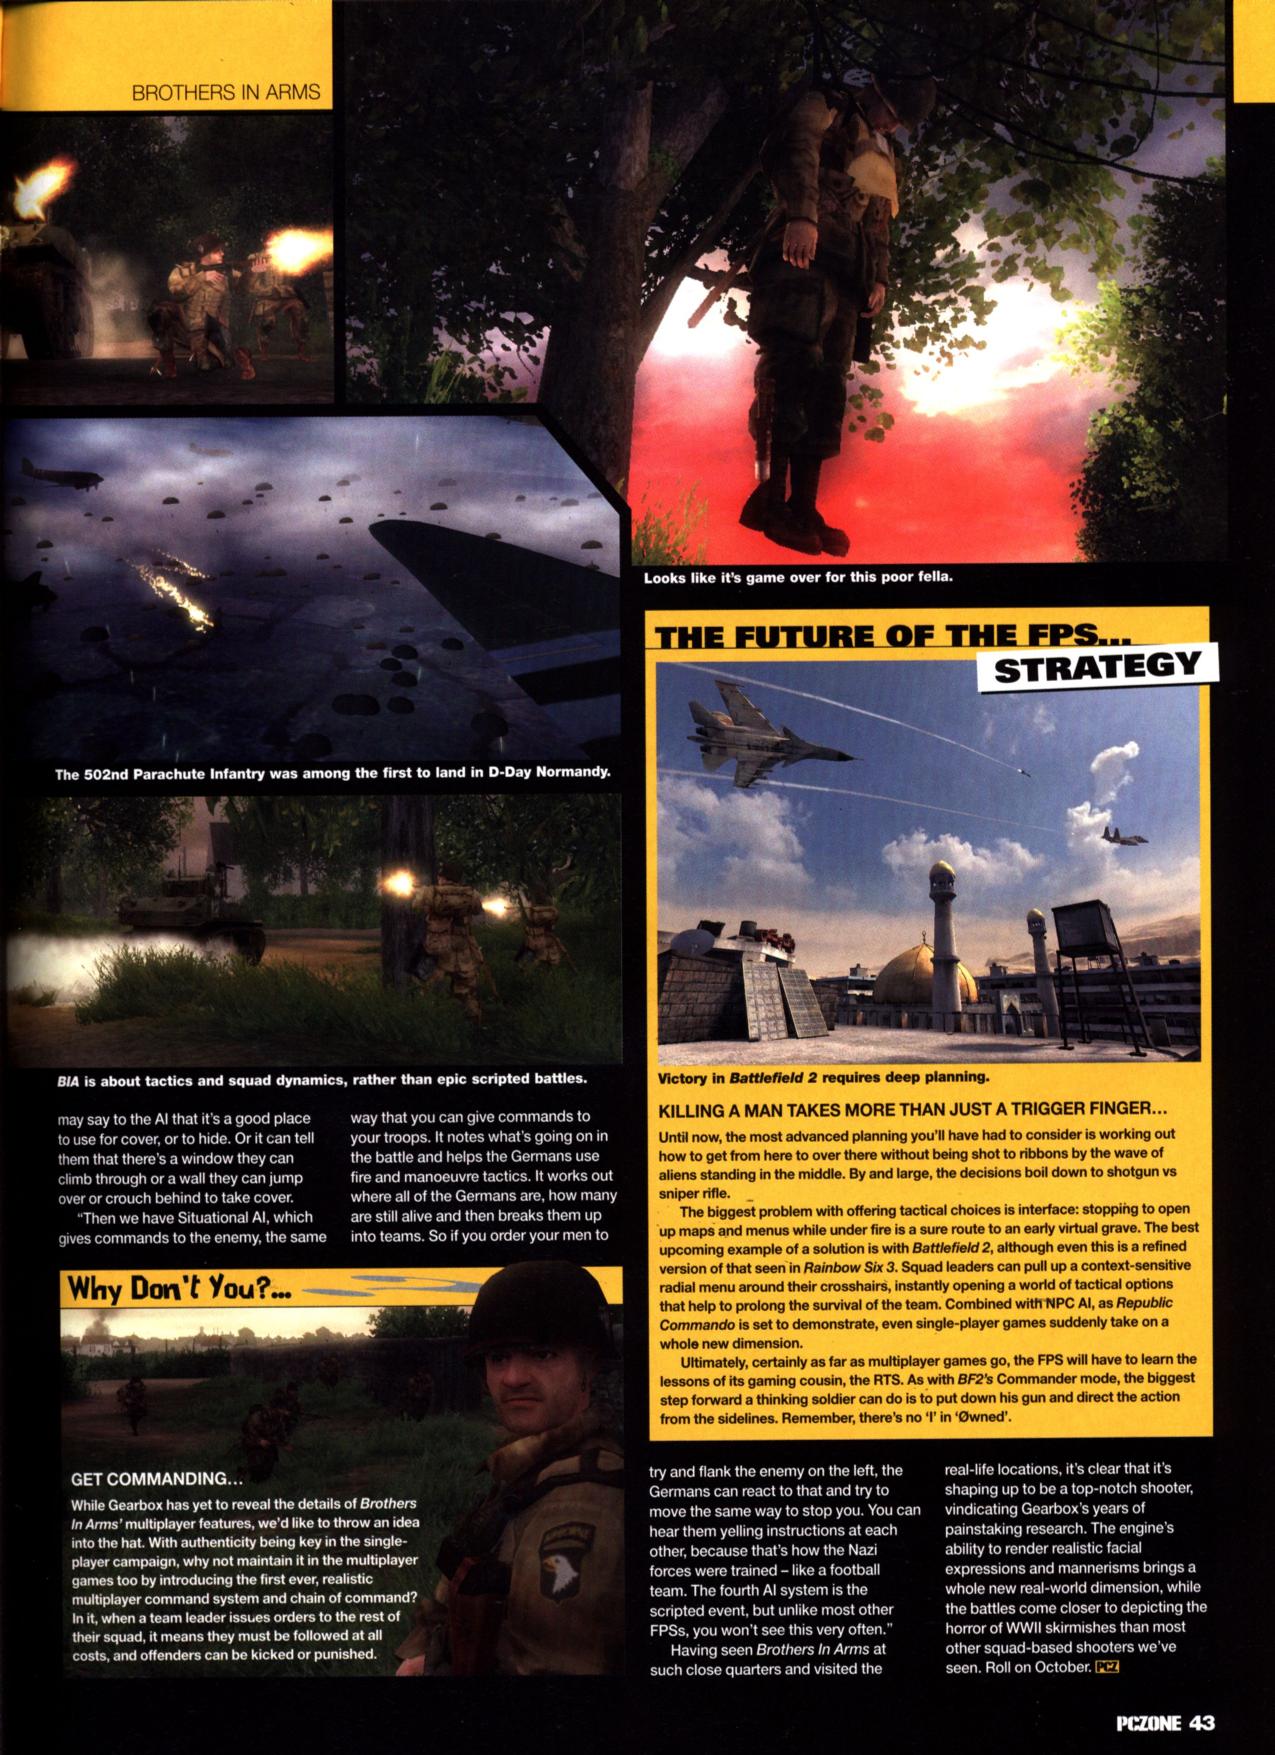 BROTHERS IN ARMS
Looks like it's game over for this poor fella.
The 502nd Parachute Infantry was among the first to land in D-Day Normandy.
BIA is about tactics and squad dynamics, rather than epic scripted battles.
may say to the AI that it's a good place
to use for cover, or to hide. Or it can tell
them that there's a window they can
climb through or a wall they can jump
over or crouch behind to take cover.
"Then we have Situational AI, which
gives commands to the enemy, the same
way that you can give commands to
your troops. It notes what's going on in
the battle and helps the Germans use
fire and manoeuvre tactics. It works out
where all of the Germans are, how many
are still alive and then breaks them up
into teams. So if you order your men to
Why Don't You?...
GET COMMANDING...
While Gearbox has yet to reveal the details of Brothers
In Arms' multiplayer features, we'd like to throw an idea
into the hat. With authenticity being key in the single-
player campaign, why not maintain it in the multiplayer
games too by introducing the first ever, realistic
multiplayer command system and chain of command?
In it, when a team leader issues orders to the rest of
their squad, it means they must be followed at all
costs, and offenders can be kicked or punished.
AIRBORNE
THE FUTURE OF THE FPS...
STRATEGY
Victory in Battlefield 2 requires deep planning.
KILLING A MAN TAKES MORE THAN JUST A TRIGGER FINGER...
Until now, the most advanced planning you'll have had to consider is working out
how to get from here to over there without being shot to ribbons by the wave of
aliens standing in the middle. By and large, the decisions boil down to shotgun vs
sniper rifle.
The biggest problem with offering tactical choices is interface: stopping to open
up maps and menus while under fire is a sure route to an early virtual grave. The best
upcoming example of a solution is with Battlefield 2, although even this is a refined
version of that seen in Rainbow Six 3. Squad leaders can pull up a context-sensitive
radial menu around their crosshairs, instantly opening a world of tactical options
that help to prolong the survival of the team. Combined with NPC AI, as Republic
Commando is set to demonstrate, even single-player games suddenly take on a
whole new dimension.
Ultimately, certainly as far as multiplayer games go, the FPS will have to learn the
lessons of its gaming cousin, the RTS. As with BF2's Commander mode, the biggest
step forward a thinking soldier can do is to put down his gun and direct the action
from the sidelines. Remember, there's no 'I' in 'Øwned'.
try and flank the enemy on the left, the
Germans can react to that and try to
move the same way to stop you. You can
hear them yelling instructions at each
other, because that's how the Nazi
forces were trained – like a football
team. The fourth AI system is the
scripted event, but unlike most other
FPSs, you won't see this very often."
Having seen Brothers In Arms at
such close quarters and visited the
real-life locations, it's clear that it's
shaping up to be a top-notch shooter,
vindicating Gearbox's years of
painstaking research. The engine's
ability to render realistic facial
expressions and mannerisms brings a
whole new real-world dimension, while
the battles come closer to depicting the
horror of WWII skirmishes than most
other squad-based shooters we've
seen. Roll on October. PCZ
PCZONE 43